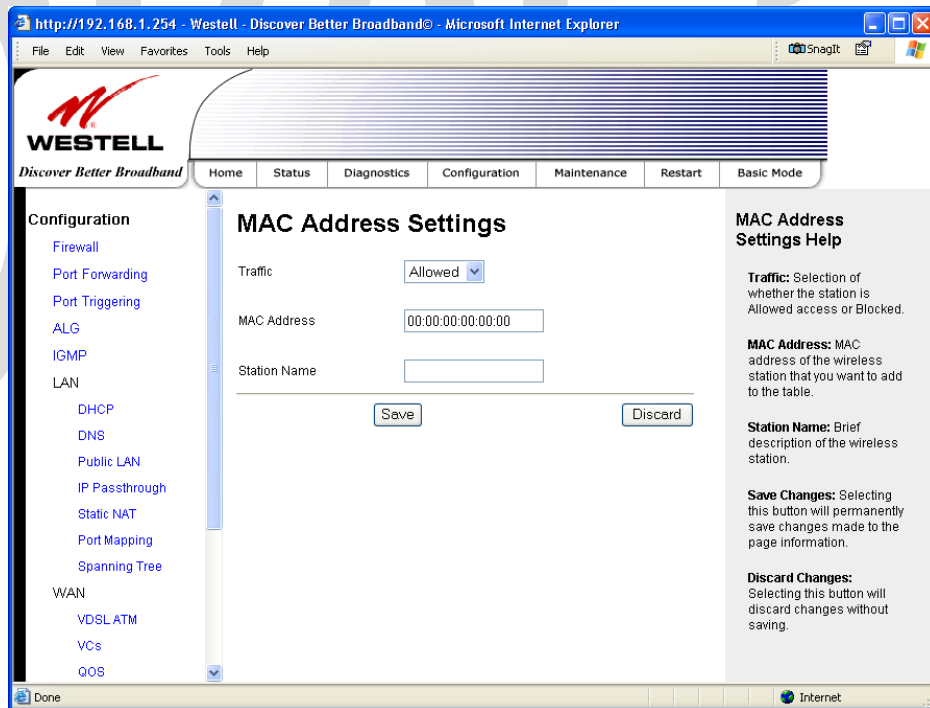 http://192.168.1.254 - Westell - Discover Better Broadband© - Microsoft Internet Explorer
File Edit View Favorites Tools Help
SnagIt
WESTELL
Discover Better Broadband
Home Status Diagnostics Configuration Maintenance Restart Basic Mode
Configuration
Firewall
Port Forwarding
Port Triggering
ALG
IGMP
LAN
DHCP
DNS
Public LAN
IP Passthrough
Static NAT
Port Mapping
Spanning Tree
WAN
VDSL ATM
VCs
QOS
MAC Address Settings
Traffic Allowed
MAC Address 00:00:00:00:00:00
Station Name
Save Discard
MAC Address
Settings Help
Traffic: Selection of
whether the station is
Allowed access or Blocked.
MAC Address: MAC
address of the wireless
station that you want to add
to the table.
Station Name: Brief
description of the wireless
station.
Save Changes: Selecting
this button will permanently
save changes made to the
page information.
Discard Changes:
Selecting this button will
discard changes without
saving.
Done
Internet